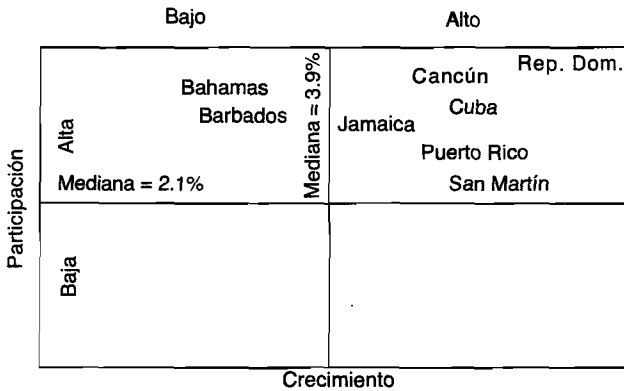 Bajo Alto
Rep. Dom.
Cancún
Bahamas
Cuba
Barbados
Jamaica
Puerto Rico
San Martín
Mediana = 3.9%
Mediana = 2.1%
Alta
Participación
Baja
Crecimiento